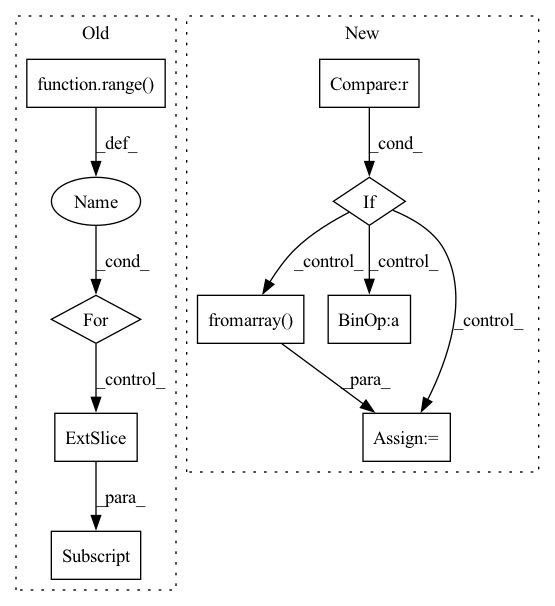 Old
function.range()
_def_
Name
_cond_
For
_control_
ExtSlice
_para_
Subscript
New
Compare:r
_cond_
If
_control_
_control_
_control_
fromarray()
BinOp:a
_para_
Assign:=